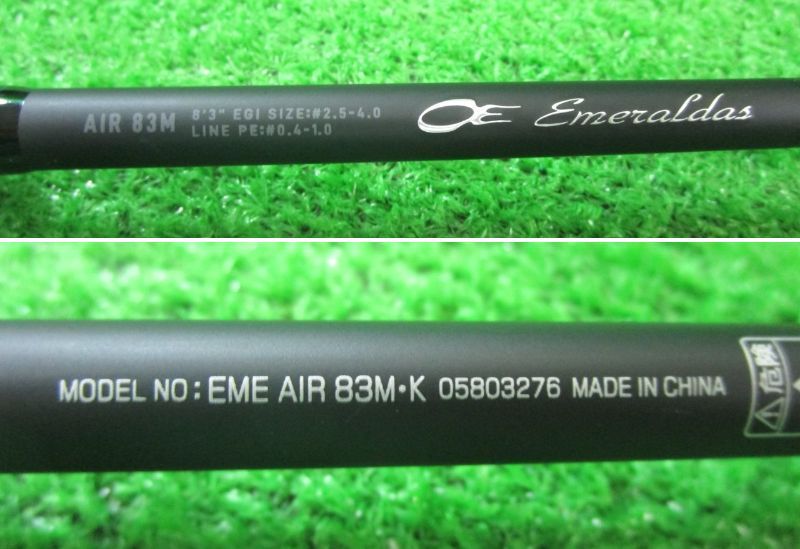 AIR 83M
8'3" EGI SIZE:#2.5-4.0
LINE PE:#0.4-1.0
Emeraldas
MODEL NO: EME AIR 83M•K 05803276 MADE IN CHINA
⚠危険